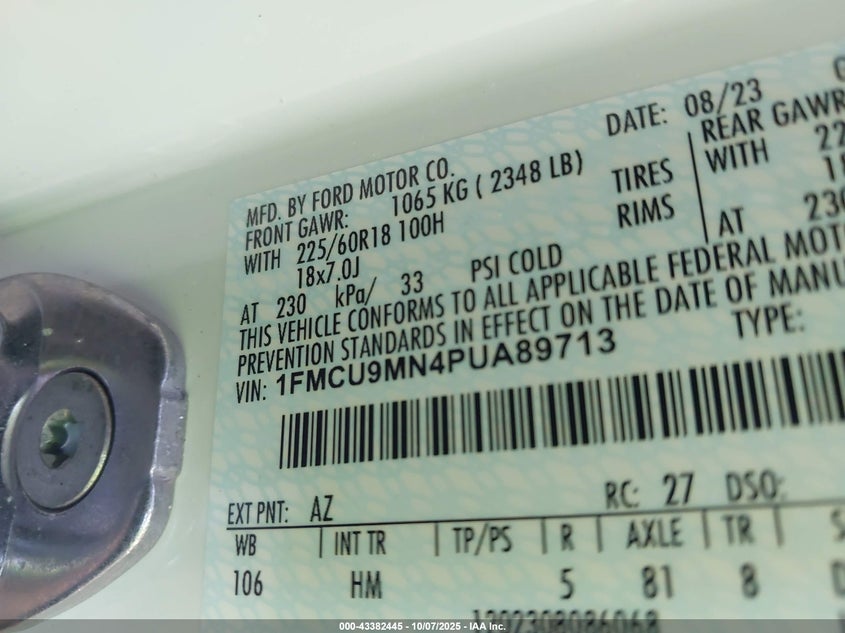 DATE: 08/23
MFD. BY FORD MOTOR CO.
FRONT GAWR: 1065 KG ( 2348 LB) REAR GAWR
WITH 225/60R18 100H TIRES WITH
18x7.0J RIMS
AT 230 kPa/ 33 PSI COLD AT
THIS VEHICLE CONFORMS TO ALL APPLICABLE FEDERAL
PREVENTION STANDARDS IN EFFECT ON THE DATE OF
VIN: 1FMCU9MN4PUA89713 TYPE:
EXT PNT: AZ RC: 27 DSO:
WB INT TR TP/PS R AXLE TR
106 HM 5 81 8
000-43382445 - 10/07/2025 - IAA Inc.